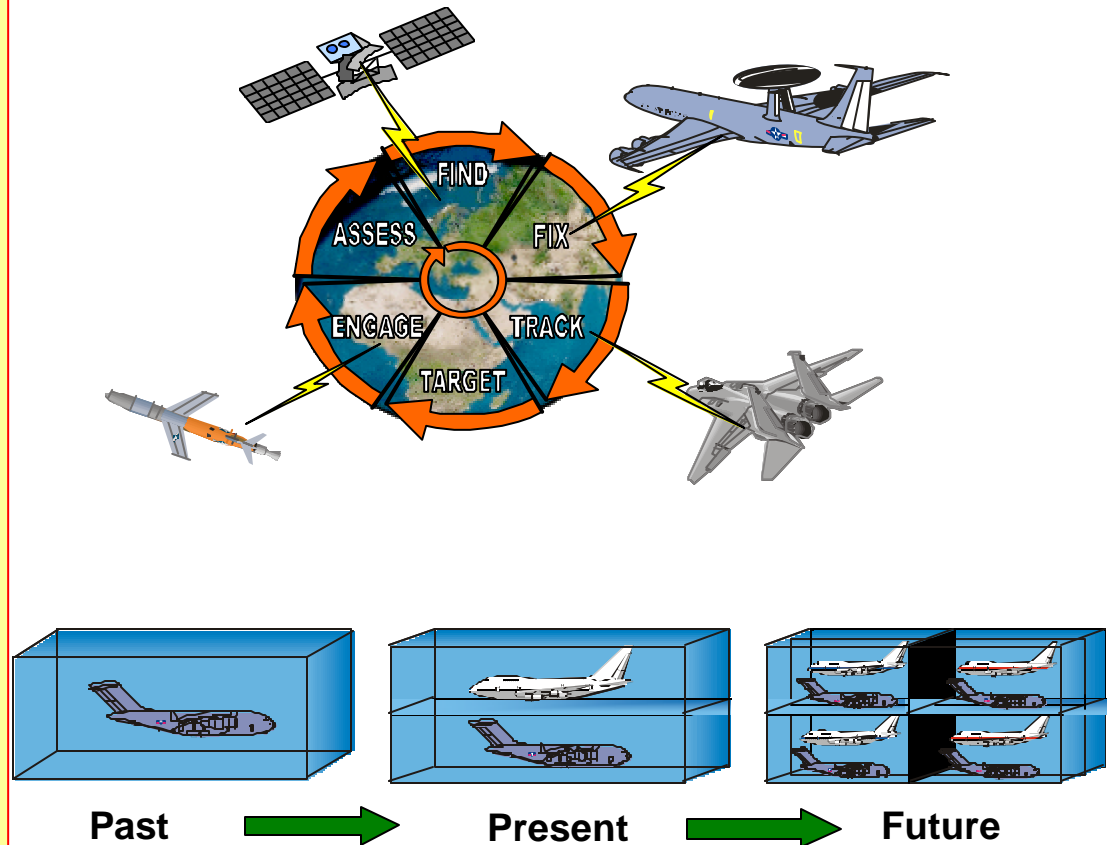 FIND
ASSESS
FIX
ENGAGE
TRACK
TARGET
Past
Present
Future